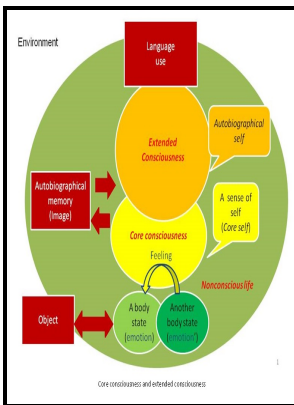 Environment
Language
use
Extended
Consciousness
Autobiographical
self
Autobiographical
memory
(image)
Core consciousness
Feeling
A sense of
self
(Core self)
Nonconscious life
Object
A body
state
(emotion)
Another
body state
(emotion")
1
Core consciousness and extended consciousness